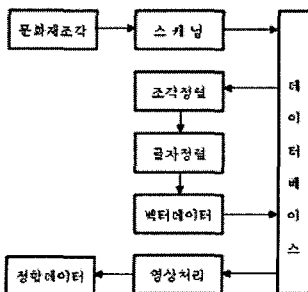 문화재조각
스캐닝
데이터베이스
조각정렬
글자정렬
벡터데이터
영상처리
정합데이터